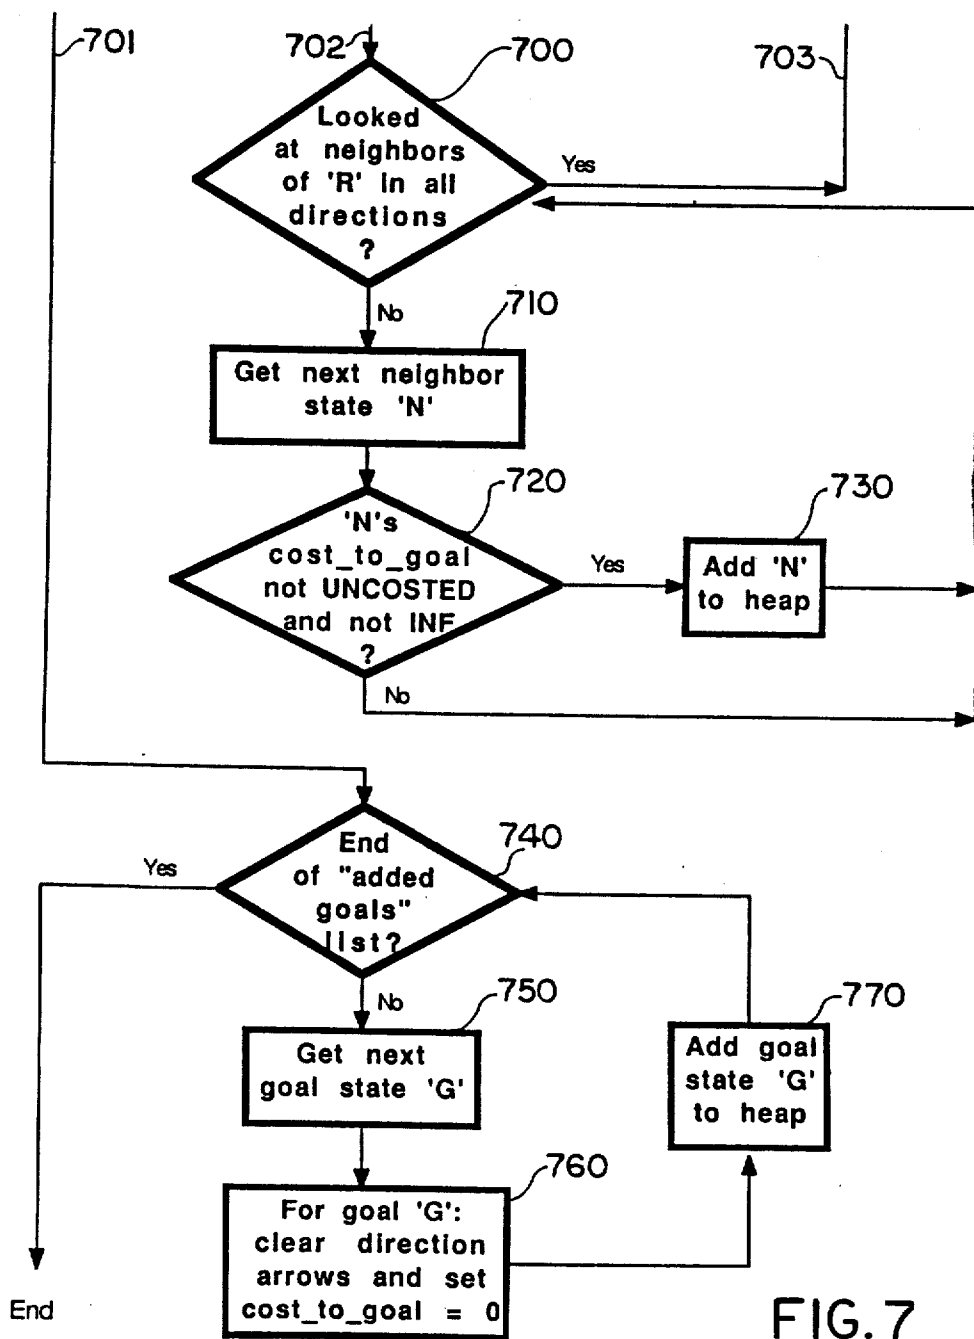 701
702
700
703
Looked
at neighbors
of 'R' in all
directions
?
Yes
No
710
Get next neighbor
state 'N'
720
'N's
cost_to_goal
not UNCOSTED
and not INF
?
Yes
730
Add 'N'
to heap
No
740
End
of "added
goals"
list?
Yes
No
750
Get next
goal state 'G'
770
Add goal
state 'G'
to heap
760
For goal 'G':
clear direction
arrows and set
cost_to_goal = 0
End
FIG. 7